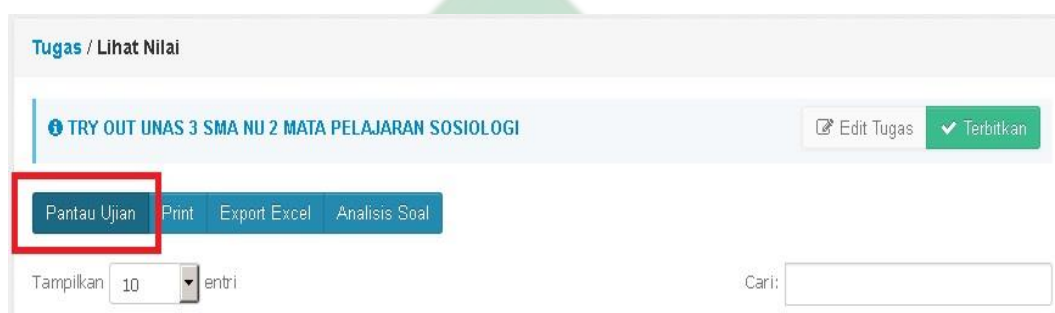 Tugas / Lihat Nilai
TRY OUT UNAS 3 SMA NU 2 MATA PELAJARAN SOSIOLOGI Edit Tugas Terbitkan
Pantau Ujian Print Export Excel Analisis Soal
Tampilkan 10 entri Cari: